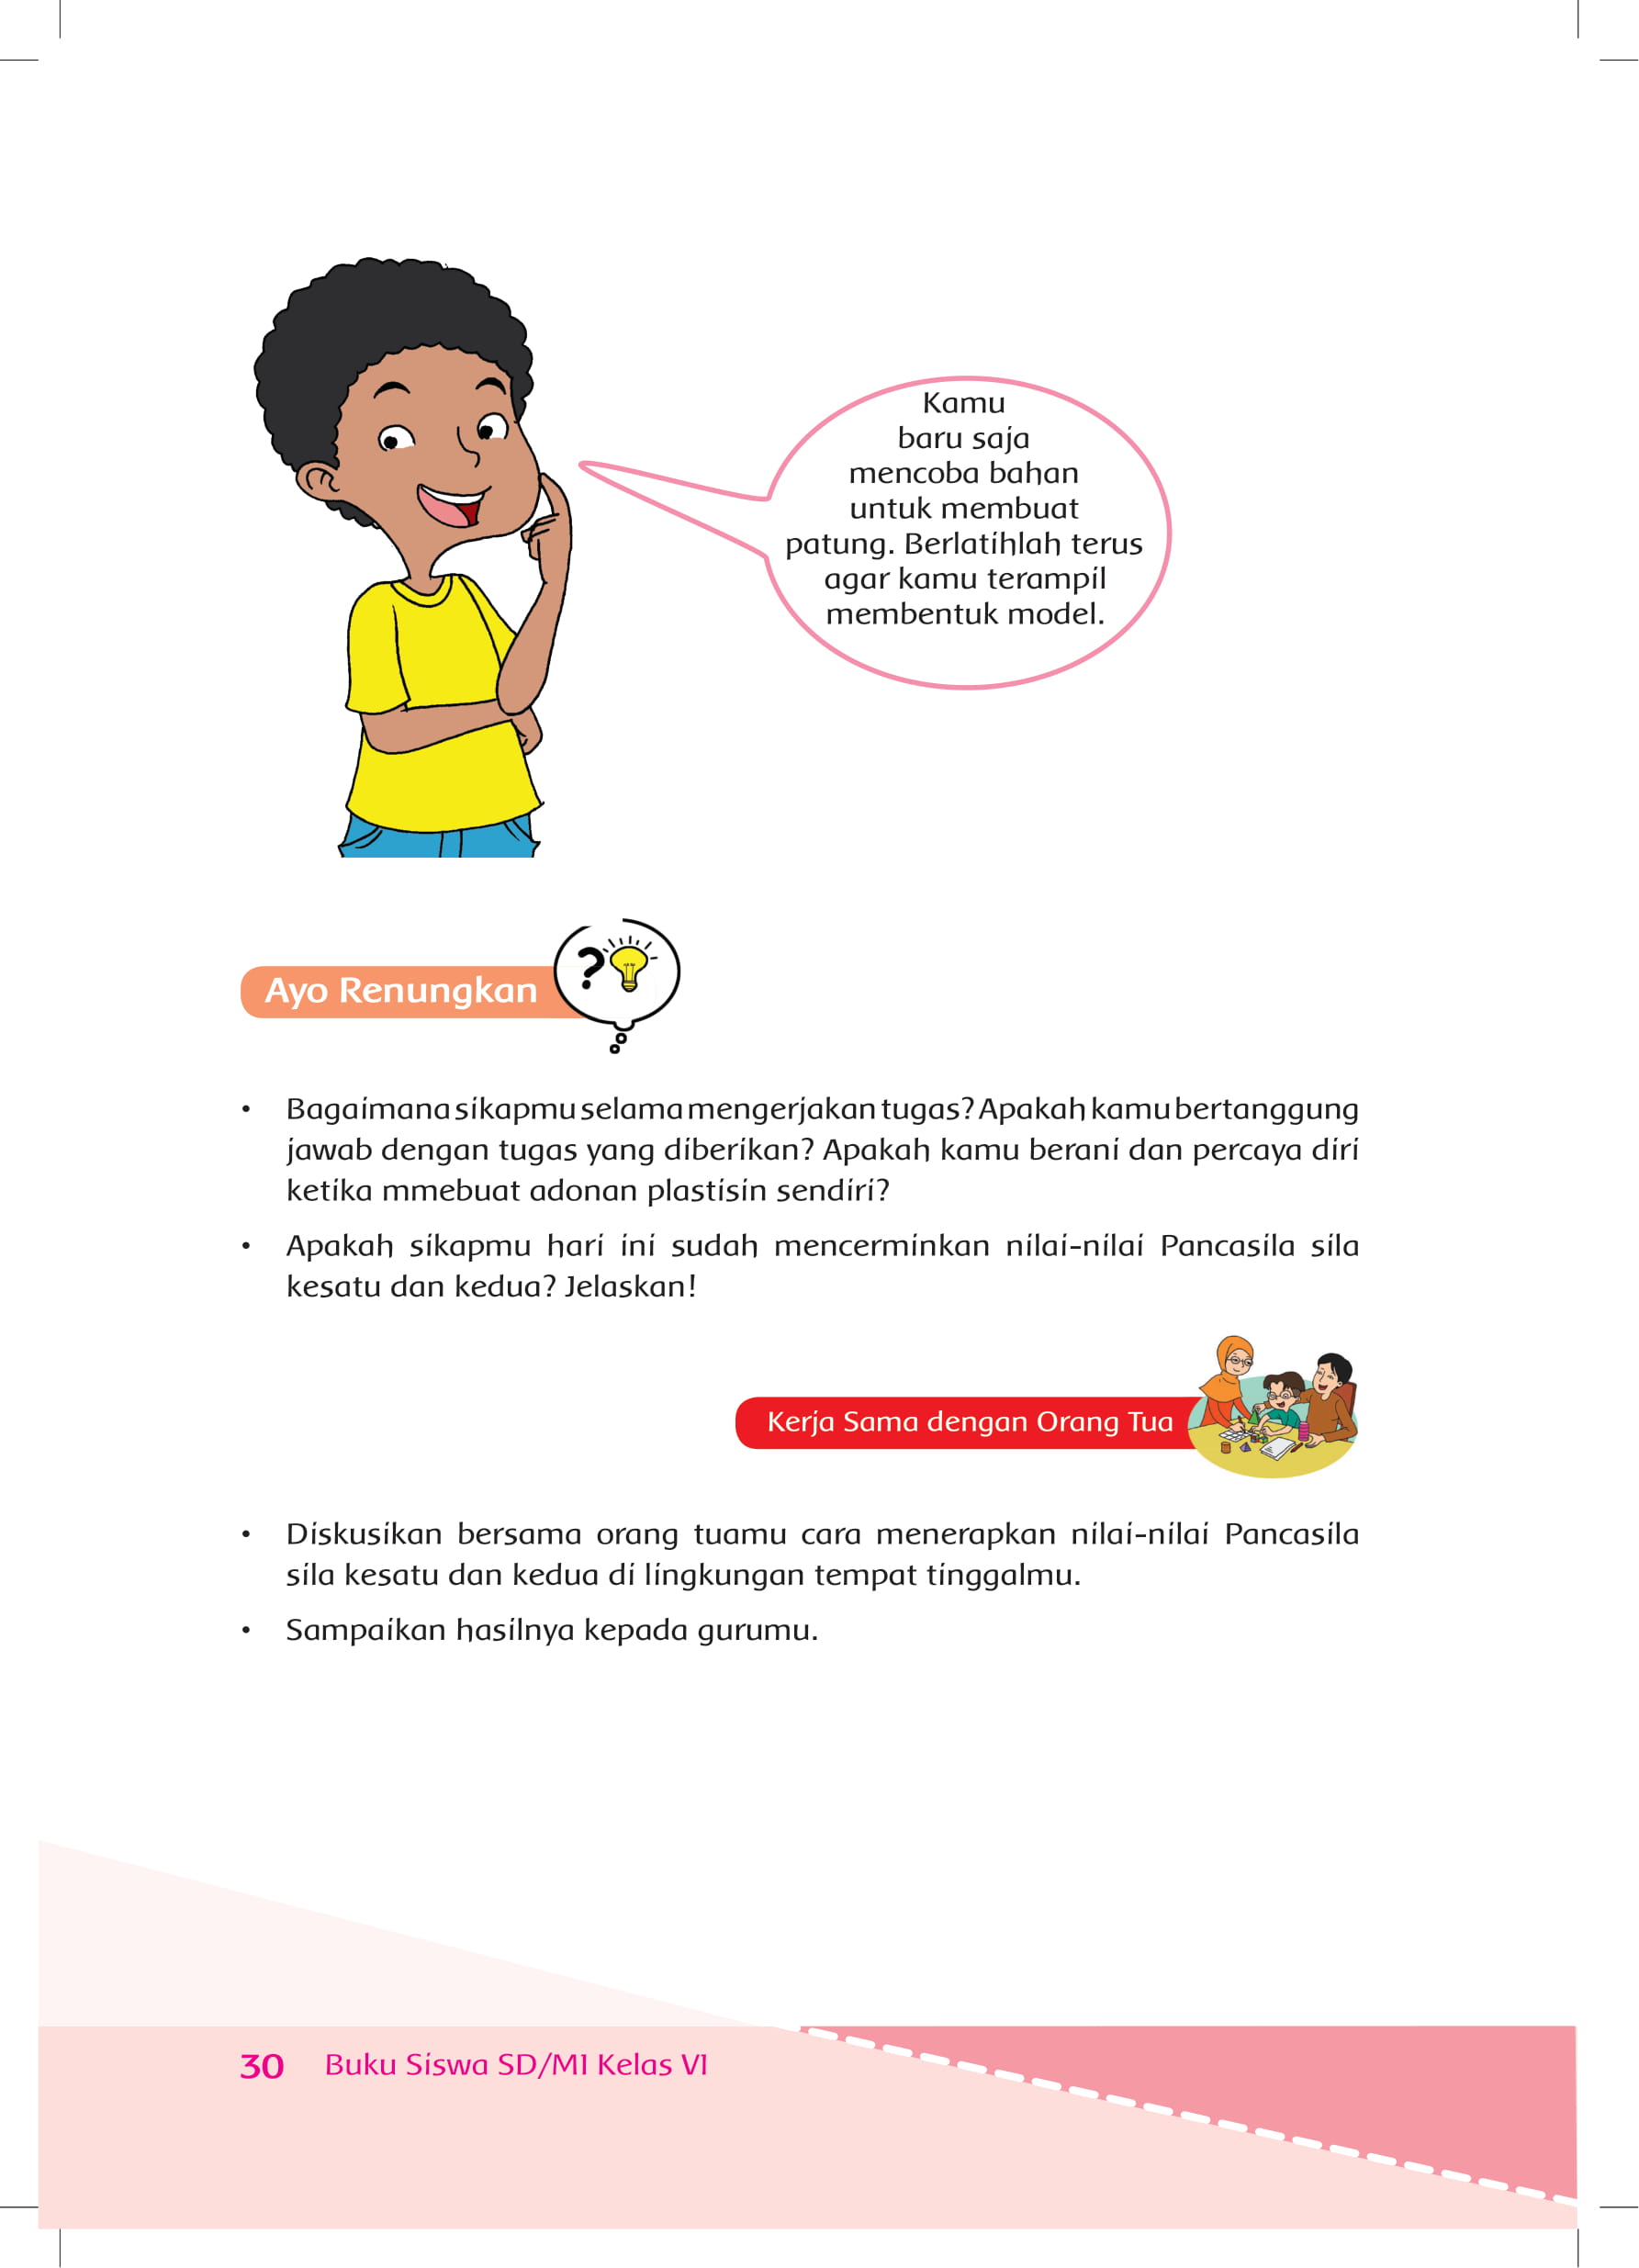 Kamu
baru saja
mencoba bahan
untuk membuat
patung. Berlatihlah terus
agar kamu terampil
membentuk model.
Ayo Renungkan
?
• Bagaimana sikapmu selama mengerjakan tugas? Apakah kamu bertanggung
jawab dengan tugas yang diberikan? Apakah kamu berani dan percaya diri
ketika mmebuat adonan plastisin sendiri?
• Apakah sikapmu hari ini sudah mencerminkan nilai-nilai Pancasila sila
kesatu dan kedua? Jelaskan!
Kerja Sama dengan Orang Tua
• Diskusikan bersama orang tuamu cara menerapkan nilai-nilai Pancasila
sila kesatu dan kedua di lingkungan tempat tinggalmu.
• Sampaikan hasilnya kepada gurumu.
30 Buku Siswa SD/MI Kelas VI